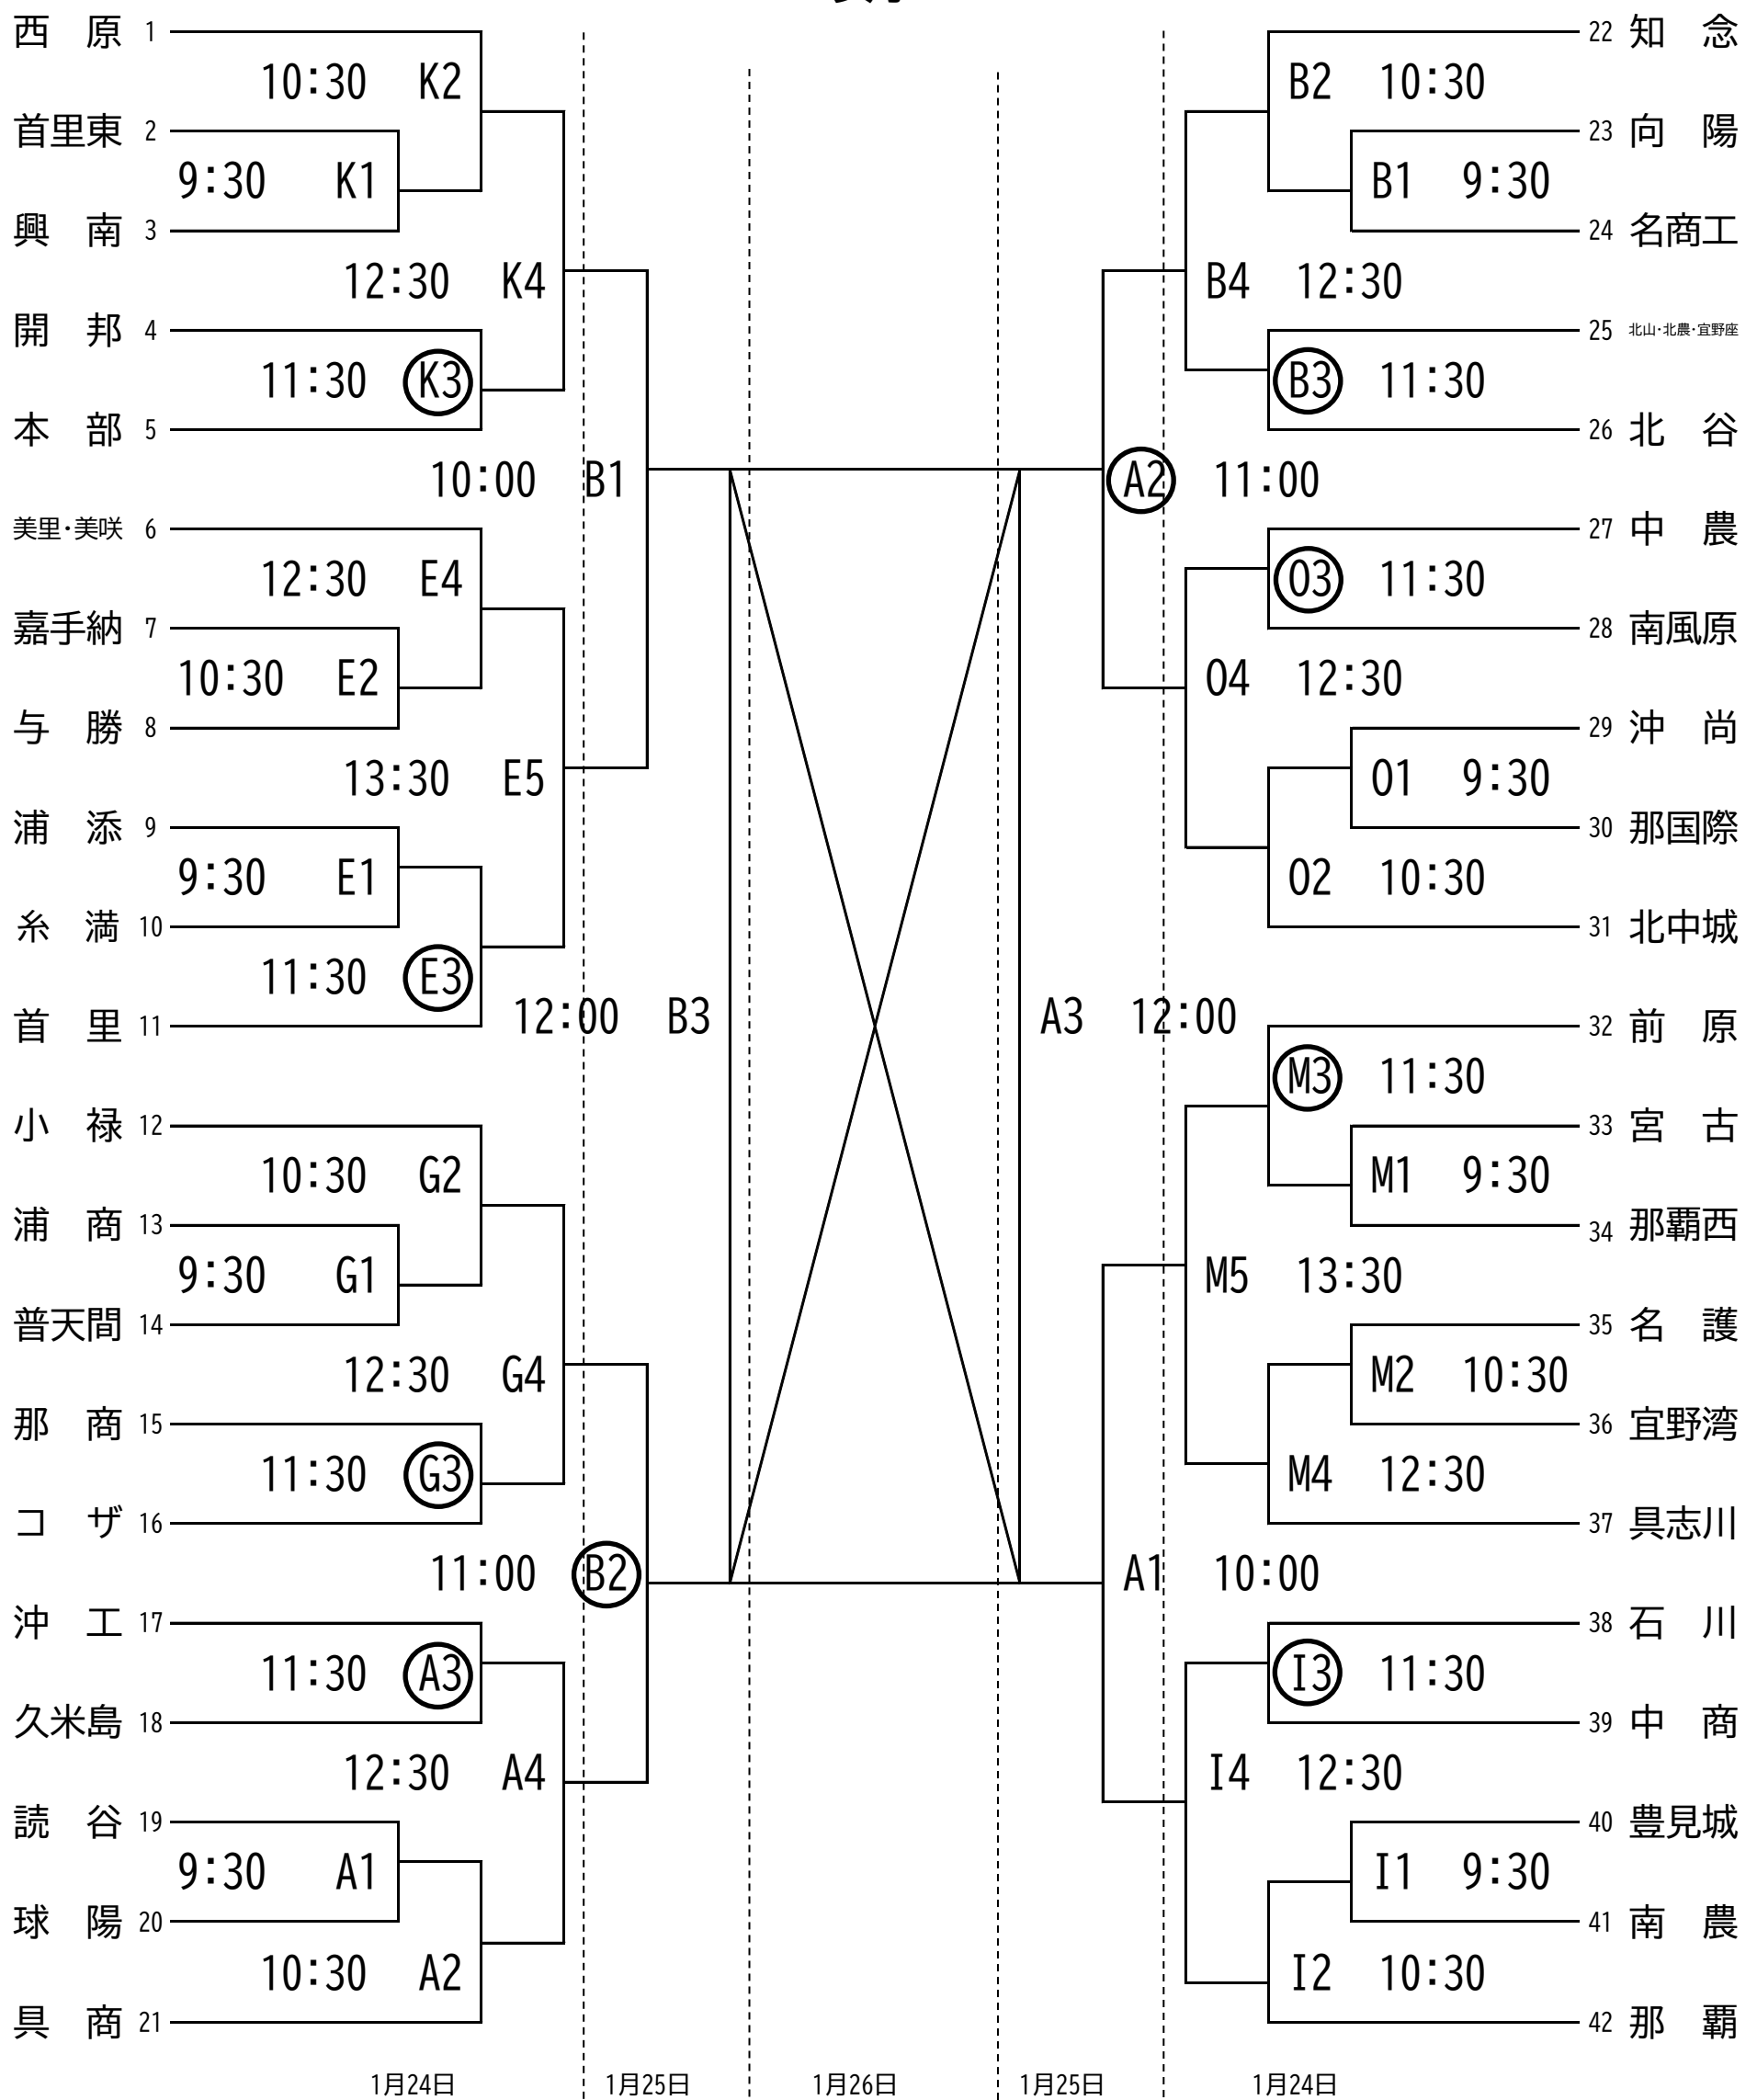 西　原 1
10:30 K2
首里東 2
9:30 K1
興　南 3
12:30 K4
開　邦 4
11:30 K3
本　部 5
10:00 B1
美里・美咲 6
12:30 E4
嘉手納 7
10:30 E2
与　勝 8
13:30 E5
浦　添 9
9:30 E1
糸　満 10
11:30 E3
首　里 11
12:00 B3
小　禄 12
10:30 G2
浦　商 13
9:30 G1
普天間 14
12:30 G4
那　商 15
11:30 G3
コ　ザ 16
11:00 B2
沖　工 17
11:30 A3
久米島 18
12:30 A4
読　谷 19
9:30 A1
球　陽 20
10:30 A2
具　商 21
22 知　念
B2 10:30
23 向　陽
B1 9:30
24 名商工
B4 12:30
25 北山・北農・宜野座
B3 11:30
26 北　谷
A2 11:00
27 中　農
O3 11:30
28 南風原
O4 12:30
29 沖　尚
O1 9:30
30 那国際
O2 10:30
31 北中城
A3 12:00
32 前　原
M3 11:30
33 宮　古
M1 9:30
34 那覇西
M5 13:30
35 名　護
M2 10:30
36 宜野湾
M4 12:30
37 具志川
A1 10:00
38 石　川
I3 11:30
39 中　商
I4 12:30
40 豊見城
I1 9:30
41 南　農
I2 10:30
42 那　覇
1月24日 1月25日 1月26日 1月25日 1月24日